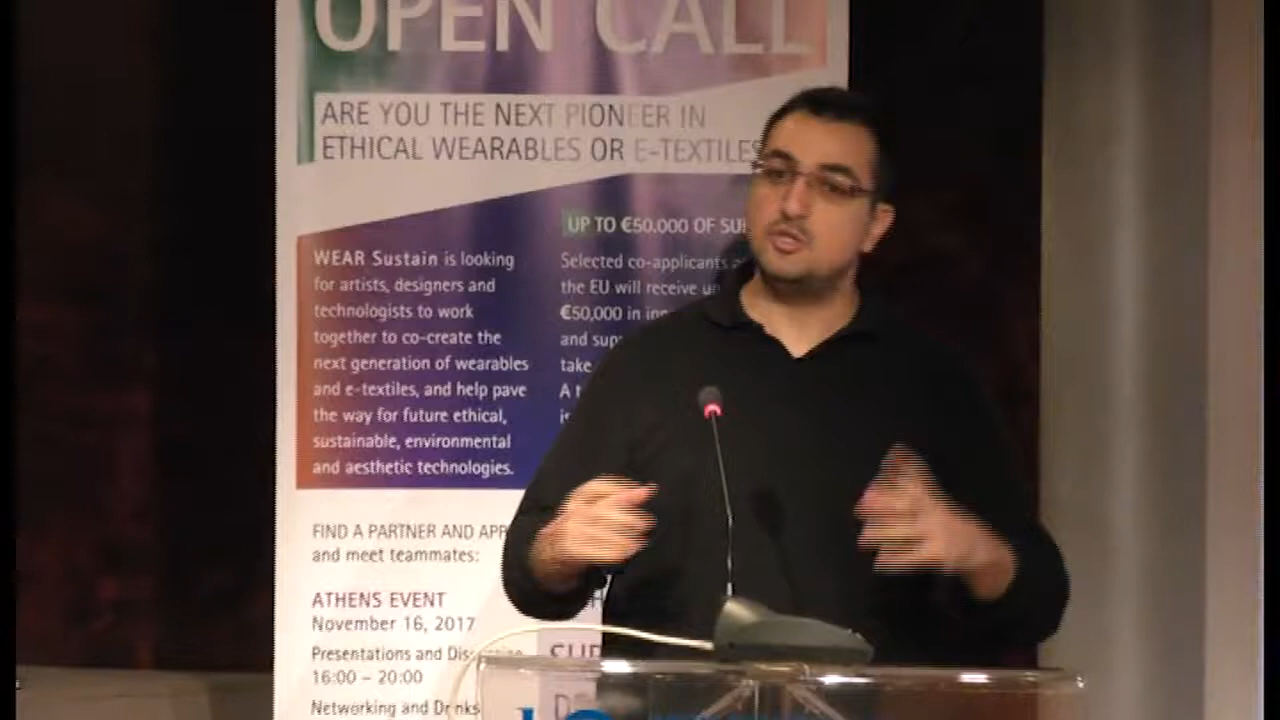 OPEN CALL
ARE YOU THE NEXT PIONEER IN
ETHICAL WEARABLES OR E-TEXTILES
WEAR Sustain is looking
for artists, designers and
technologists to work
together to co-create the
next generation of wearables
and e-textiles, and help pave
the way for future ethical,
sustainable, environmental
and aesthetic technologies.
UP TO €50.000 OF
Selected co-applicants
the EU will receive
€50,000 in
and
take
A
FIND A PARTNER AND
and meet teammates:
ATHENS EVENT
November 16, 2017
Presentations and
16:00 – 20:00
Networking and Drinks